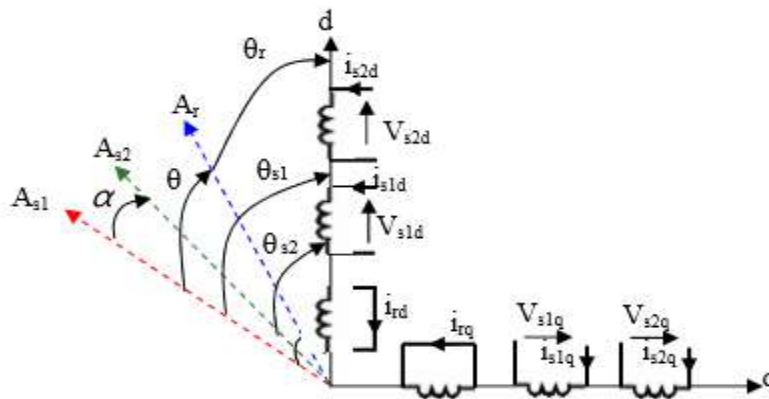 d
θr
is2d
Ar
Vs2d
As2
θ
θs1
is1d
As1
α
Vs1d
θs2
ird
irq
Vs1q
Vs2q
is1q
is2q